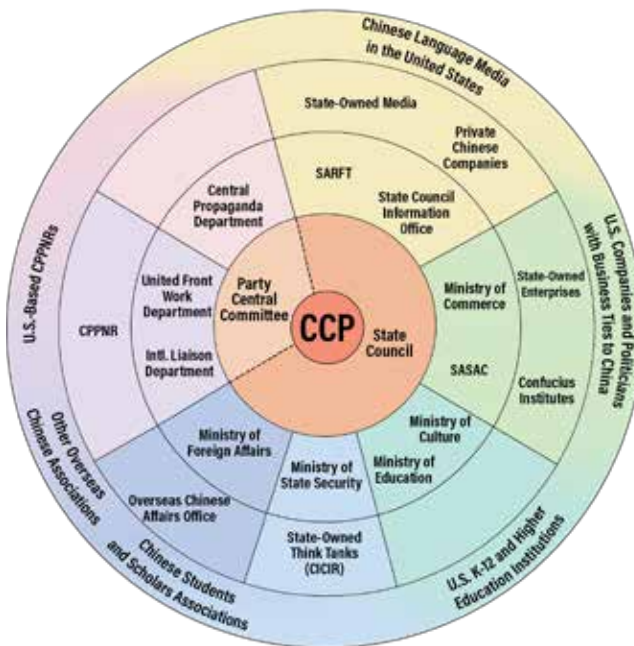 Chinese Language Media
in the United States
State-Owned Media
Private
Chinese
Companies
SARFT
State Council
Information
Office
Central
Propaganda
Department
U.S.-Based CPPNRs
CPPNR
United Front
Work
Department
Intl. Liaison
Department
Party
Central
Committee
CCP
State
Council
Ministry of
Commerce
SASAC
State-Owned
Enterprises
Confucius
Institutes
U.S. Companies and Politicians
with Business Ties to China
Ministry of
Culture
Ministry of
Education
Ministry of
Foreign Affairs
Ministry of
State Security
Overseas Chinese
Affairs Office
State-Owned
Think Tanks
(CICIR)
Other Overseas
Chinese Associations
Chinese Students
and Scholars Associations
U.S. K-12 and Higher
Education Institutions